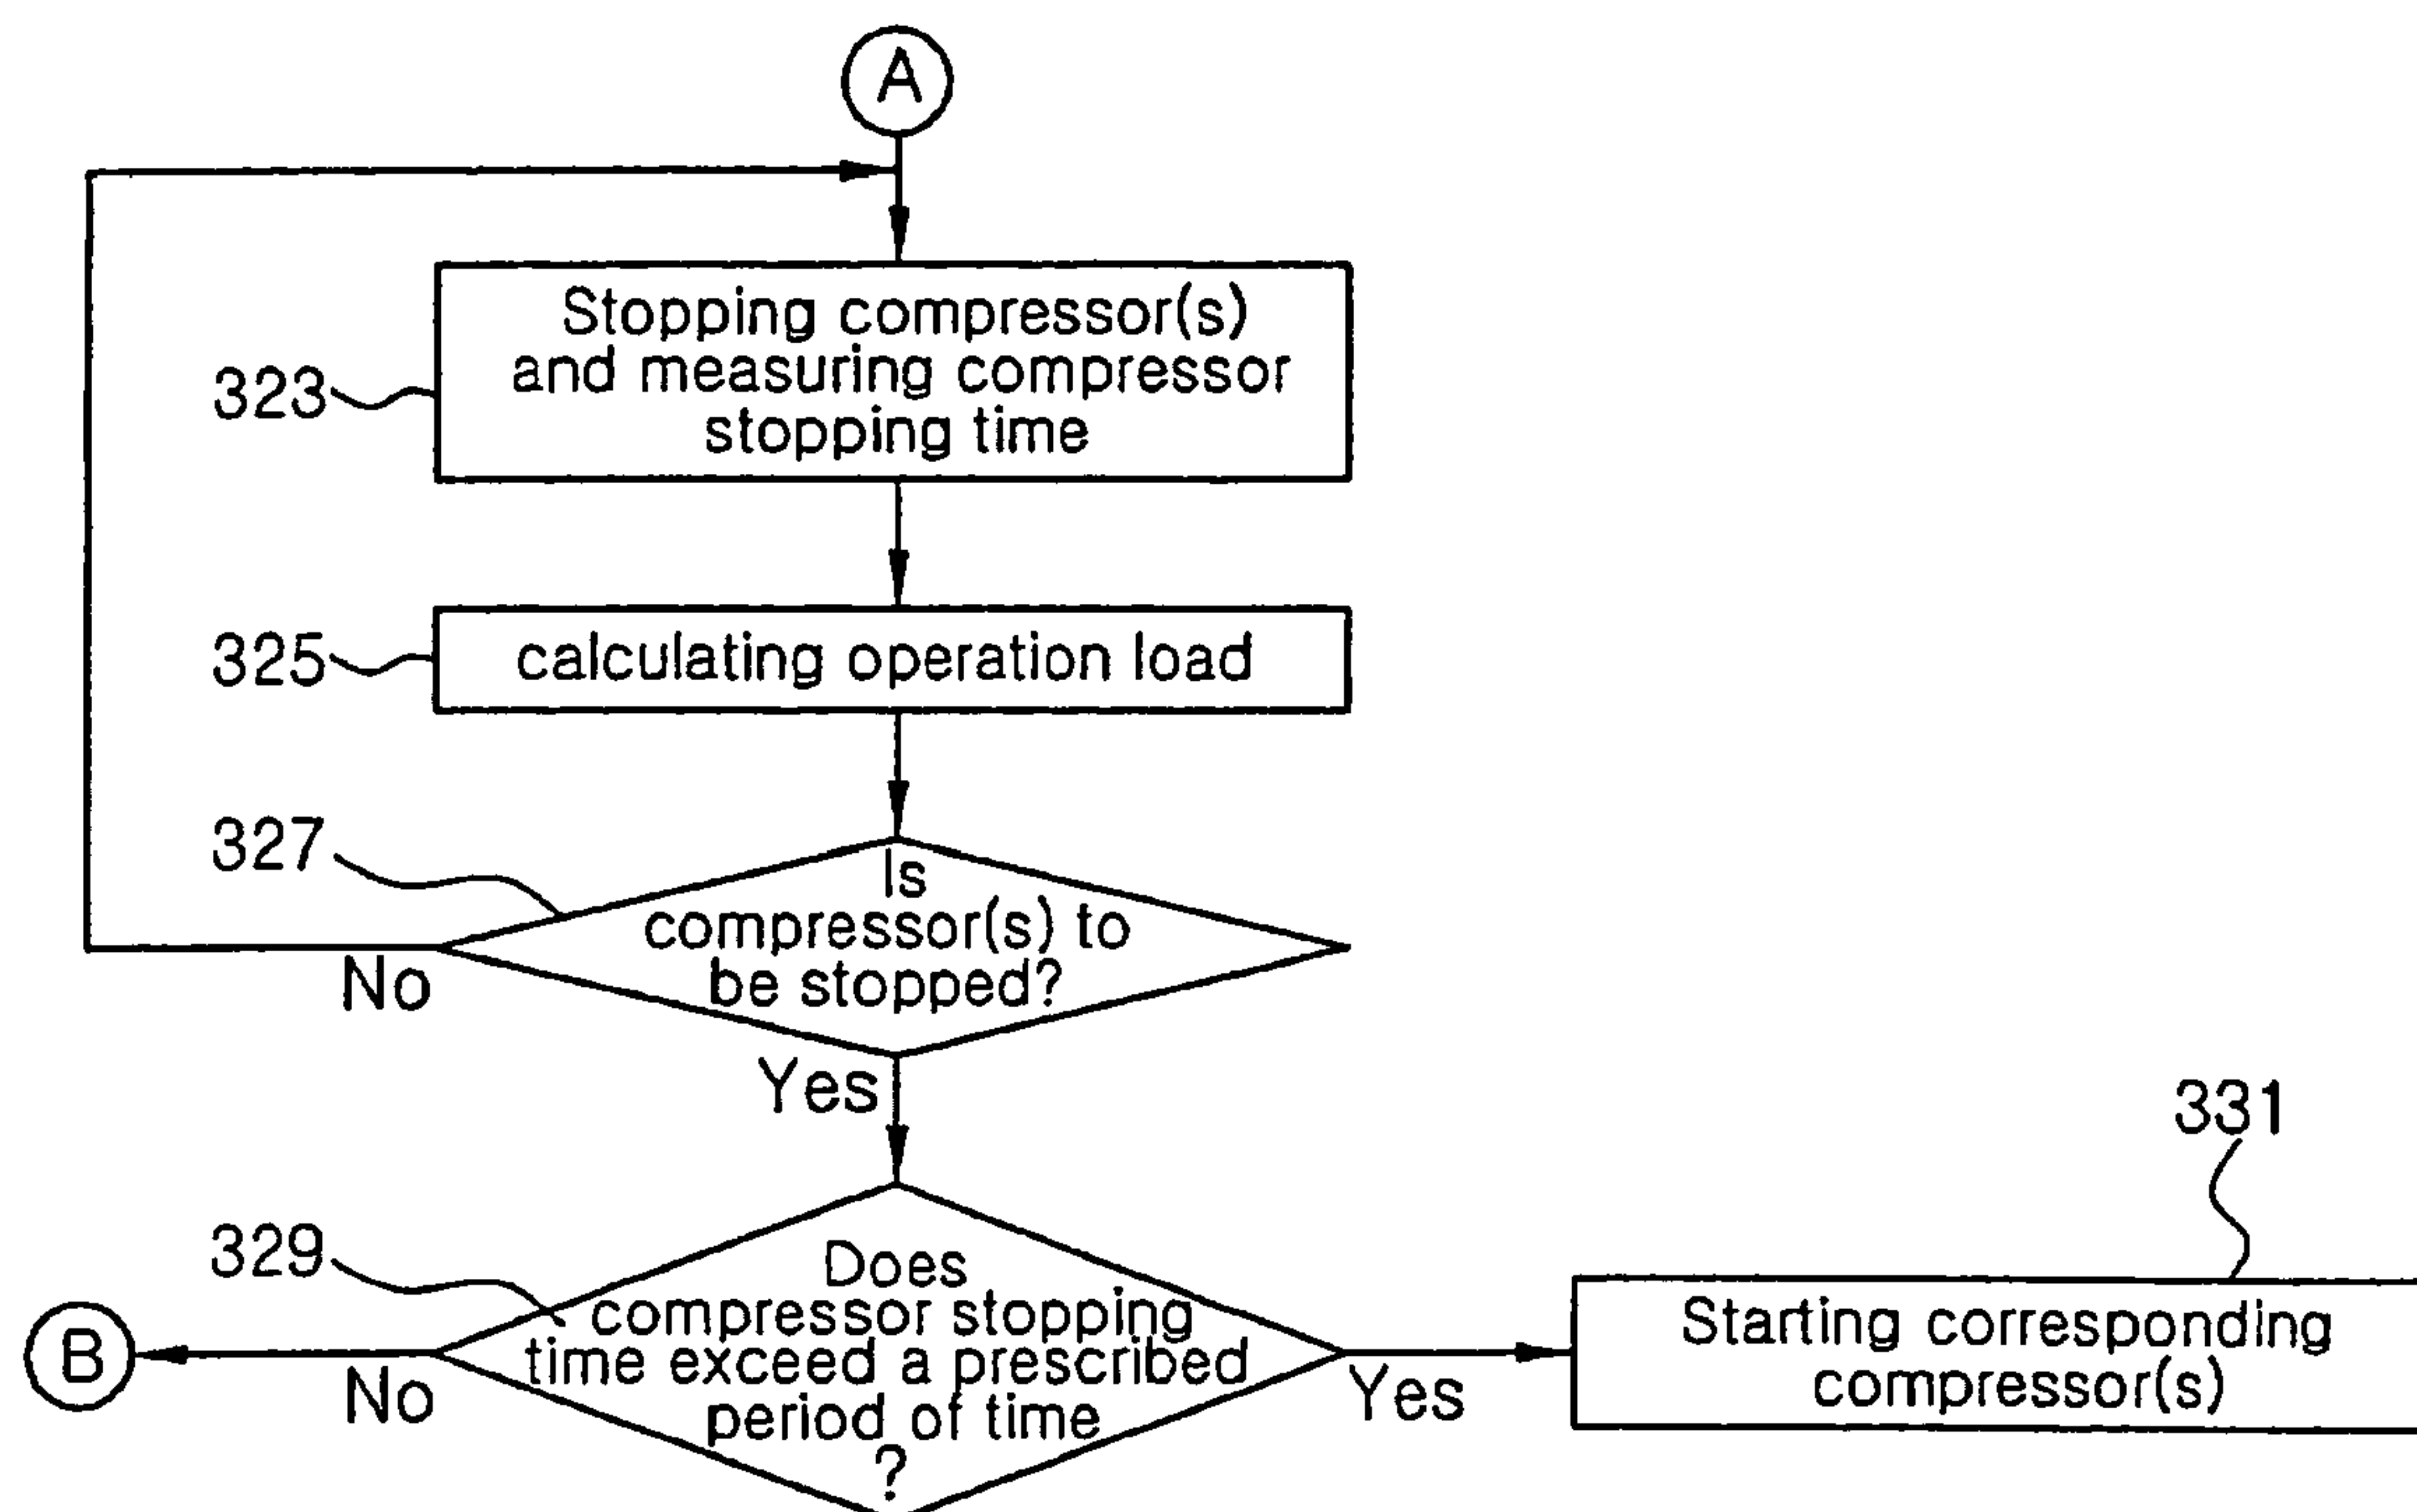 A
Stopping compressor(s)
and measuring compressor
stopping time
323
calculating operation load
325
327
Is
compressor(s) to
be stopped?
No
Yes
331
329
Does
compressor stopping
time exceed a prescribed
period of time
?
B
No
Yes
Starting corresponding
compressor(s)